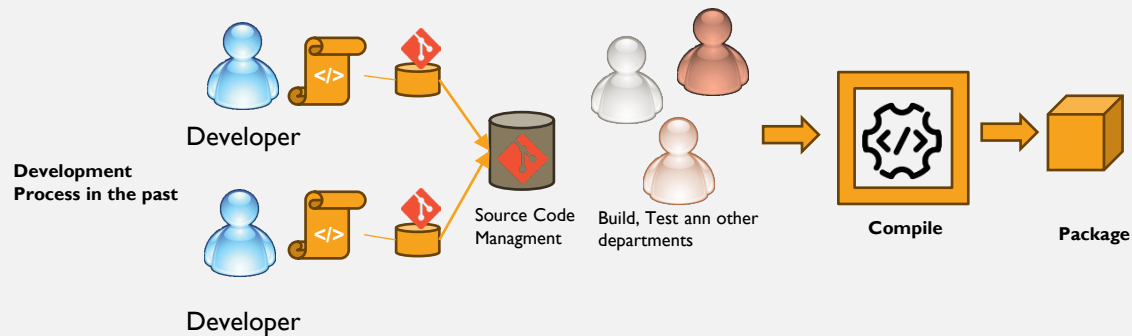 </>
Developer
Development
Process in the past
</>
Developer
Source Code
Managment
Build, Test ann other
departments
</>
Compile
Package